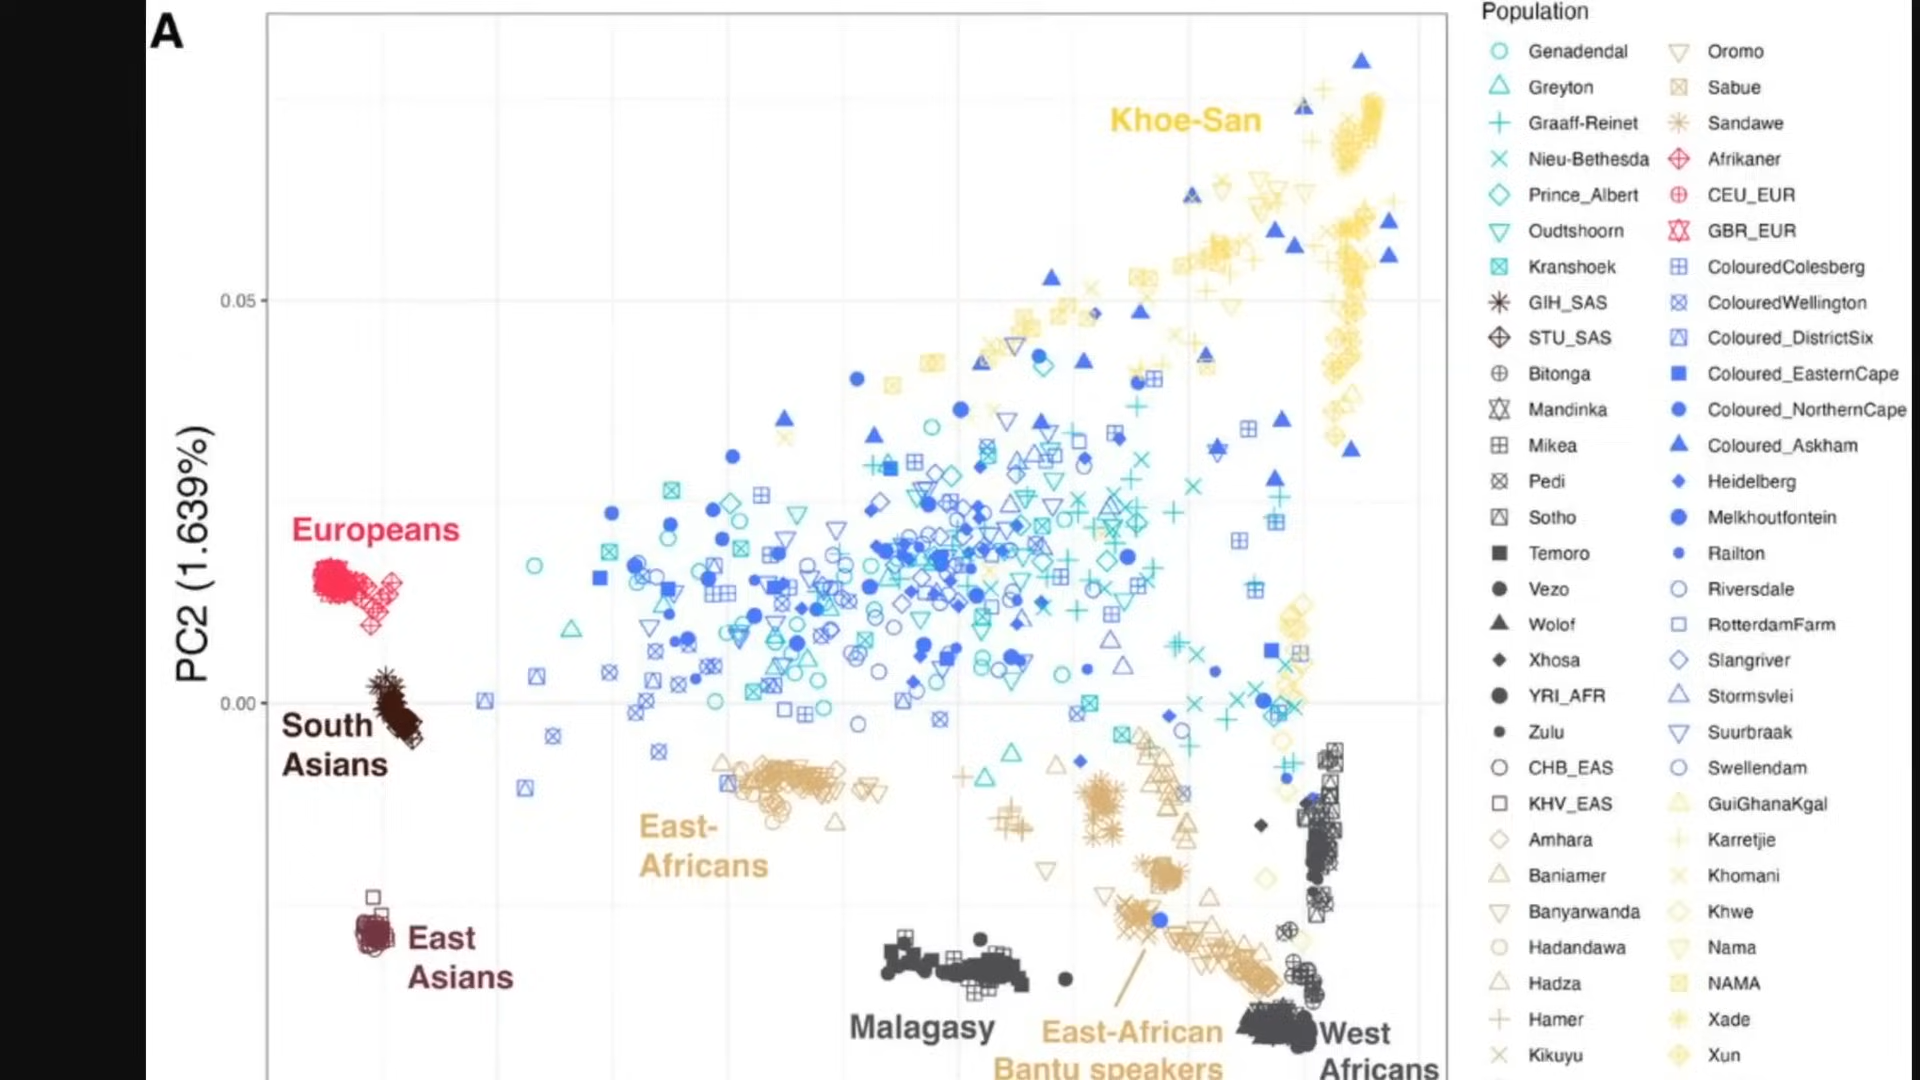 A
Population
Genadendal
Oromo
Greyton
Sabue
Graaff-Reinet
Sandawe
Nieu-Bethesda
Afrikaner
Prince_Albert
CEU_EUR
Oudtshoorn
GBR_EUR
Kranshoek
ColouredColesberg
GIH_SAS
ColouredWellington
STU_SAS
Coloured_DistrictSix
Bitonga
Coloured_EasternCape
Mandinka
Coloured_NorthernCape
Mikea
Coloured_Askham
Pedi
Heidelberg
Sotho
Melkhoutfontein
Temoro
Railton
Vezo
Riversdale
Wolof
RotterdamFarm
Xhosa
Slangriver
YRI_AFR
Stormsvlei
Zulu
Suurbraak
CHB_EAS
Swellendam
KHV_EAS
GuiGhanaKgal
Amhara
Karretjie
Baniamer
Khomani
Banyarwanda
Khwe
Hadandawa
Nama
Hadza
NAMA
Hamer
Xade
Kikuyu
Xun
Khoe-San
0.05
PC2 (1.639%)
Europeans
0.00
South
Asians
East-
Africans
East
Asians
Malagasy
East-African
Bantu speakers
West
Africans